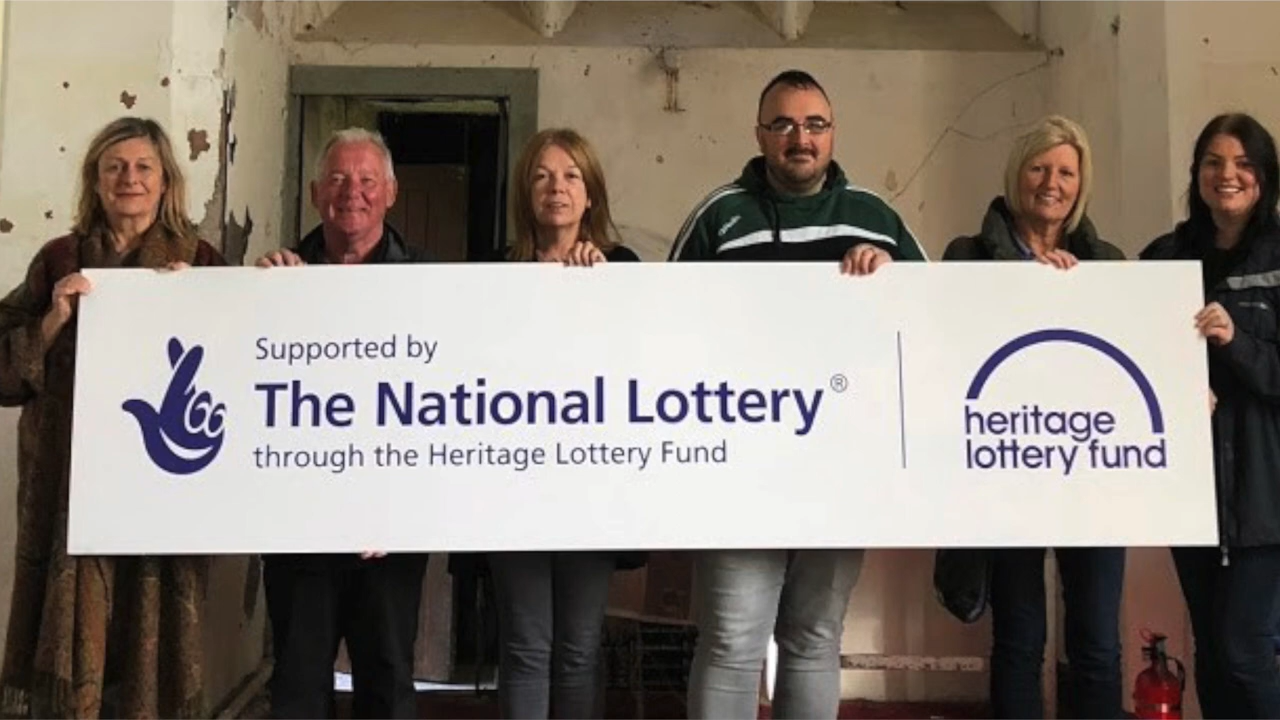 Supported by
The National Lottery®
through the Heritage Lottery Fund
heritage
lottery fund